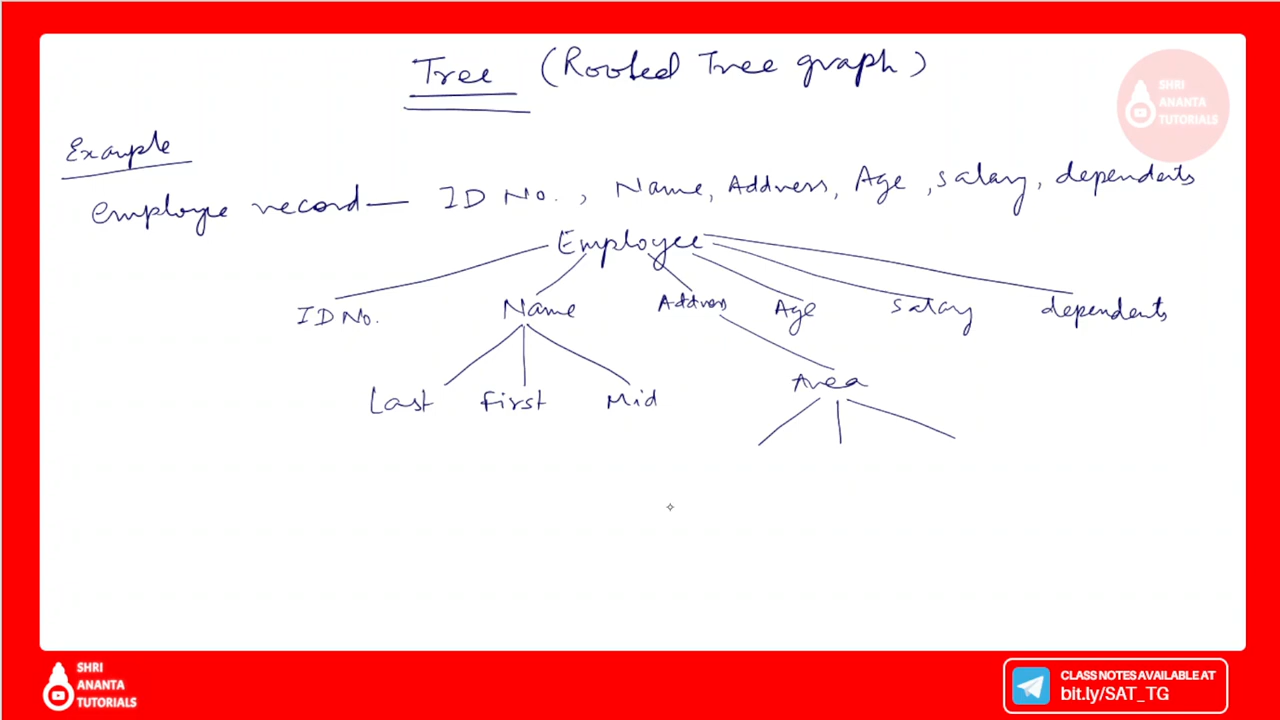 Tree (Rooted Tree graph)
SHRI
ANANTA
TUTORIALS
Example
Employee record — ID No., Name, Address, Age, salary, dependents
Employee
ID No. Name Address Age Salary dependents
Area
Last First Mid
SHRI
ANANTA
TUTORIALS
CLASS NOTES AVAILABLE AT
bit.ly/SAT_TG